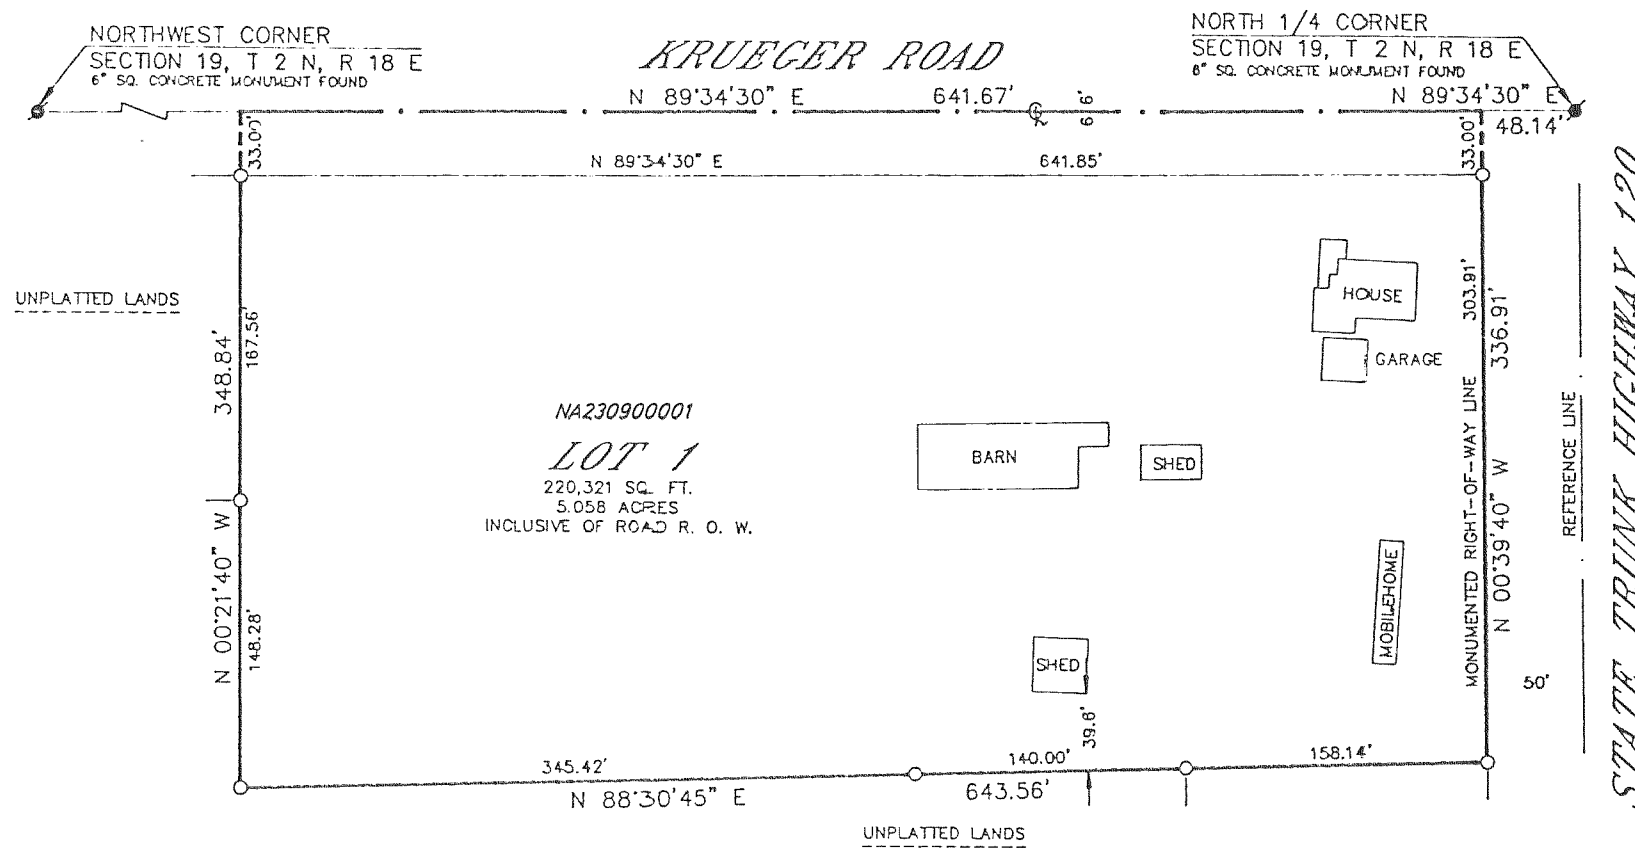 NORTHWEST CORNER
SECTION 19, T 2 N, R 18 E
6" SQ. CONCRETE MONUMENT FOUND
KRUEGER ROAD
NORTH 1/4 CORNER
SECTION 19, T 2 N, R 18 E
6" SQ. CONCRETE MONUMENT FOUND
N 89°34'30" E 641.67'
66'
N 89°34'30" E
48.14'
33.00'
N 89°34'30" E 641.85'
33.00'
UNPLATTED LANDS
348.84'
167.56'
N 00°21'40" W
148.28'
NA230900001
LOT 1
220,321 SQ. FT.
5.058 ACRES
INCLUSIVE OF ROAD R. O. W.
HOUSE
GARAGE
BARN
SHED
MOBILEHOME
SHED
39.8'
MONUMENTED RIGHT-OF-WAY LINE 303.91'
N 00°39'40" W 336.91'
REFERENCE LINE
50'
STATE TRUNK HIGHWAY 120
345.42'
140.00'
158.14'
N 88°30'45" E 643.56'
UNPLATTED LANDS